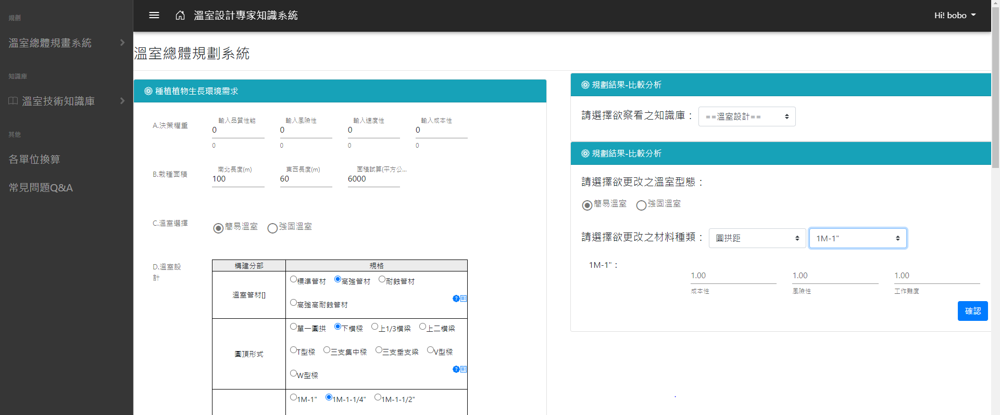 規劃
溫室總體規畫系統
知識庫
溫室技術知識庫
其他
各單位換算
常見問題Q&A
溫室設計專家知識系統
Hi! bobo
溫室總體規劃系統
種植植物生長環境需求
A.決策權重
輸入品質性能
輸入風險性
輸入速度性
輸入成本性
0
0
0
0
0
0
0
0
B.栽種面積
南北長度(m)
東西長度(m)
面積試算(平方公...
100
60
6000
C.溫室選擇
簡易溫室
強固溫室
D.溫室設
計
構建分部
規格
溫室管材[]
標準管材
高強管材
耐蝕管材
高強高耐蝕管材
圓頂形式
單一圓拱
下橫樑
上1/3橫梁
上二橫梁
T型樑
三支集中樑
三支垂支梁
V型樑
W型樑
1M-1"
1M-1-1/4"
1M-1-1/2"
規劃結果-比較分析
請選擇欲察看之知識庫：
==溫室設計==
規劃結果-比較分析
請選擇欲更改之溫室型態：
簡易溫室
強固溫室
請選擇欲更改之材料種類：
圓拱距
1M-1"
1M-1"：
1.00
1.00
1.00
成本性
風險性
工作難度
確認